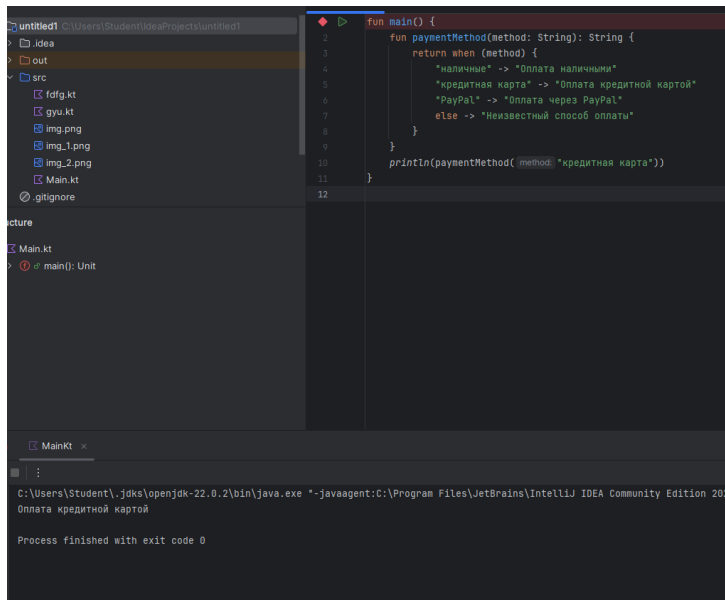 untitled1 C:\Users\Student\IdeaProjects\untitled1
.idea
out
src
fdfg.kt
gyu.kt
img.png
img_1.png
img_2.png
Main.kt
.gitignore
ucture
Main.kt
main(): Unit
fun main() {
2 fun paymentMethod(method: String): String {
3 return when (method) {
4 "наличные" -> "Оплата наличными"
5 "кредитная карта" -> "Оплата кредитной картой"
6 "PayPal" -> "Оплата через PayPal"
7 else -> "Неизвестный способ оплаты"
8 }
9 }
10 println(paymentMethod( method: "кредитная карта"))
11 }
12
MainKt
C:\Users\Student\.jdks\openjdk-22.0.2\bin\java.exe "-javaagent:C:\Program Files\JetBrains\IntelliJ IDEA Community Edition 202
Оплата кредитной картой
Process finished with exit code 0